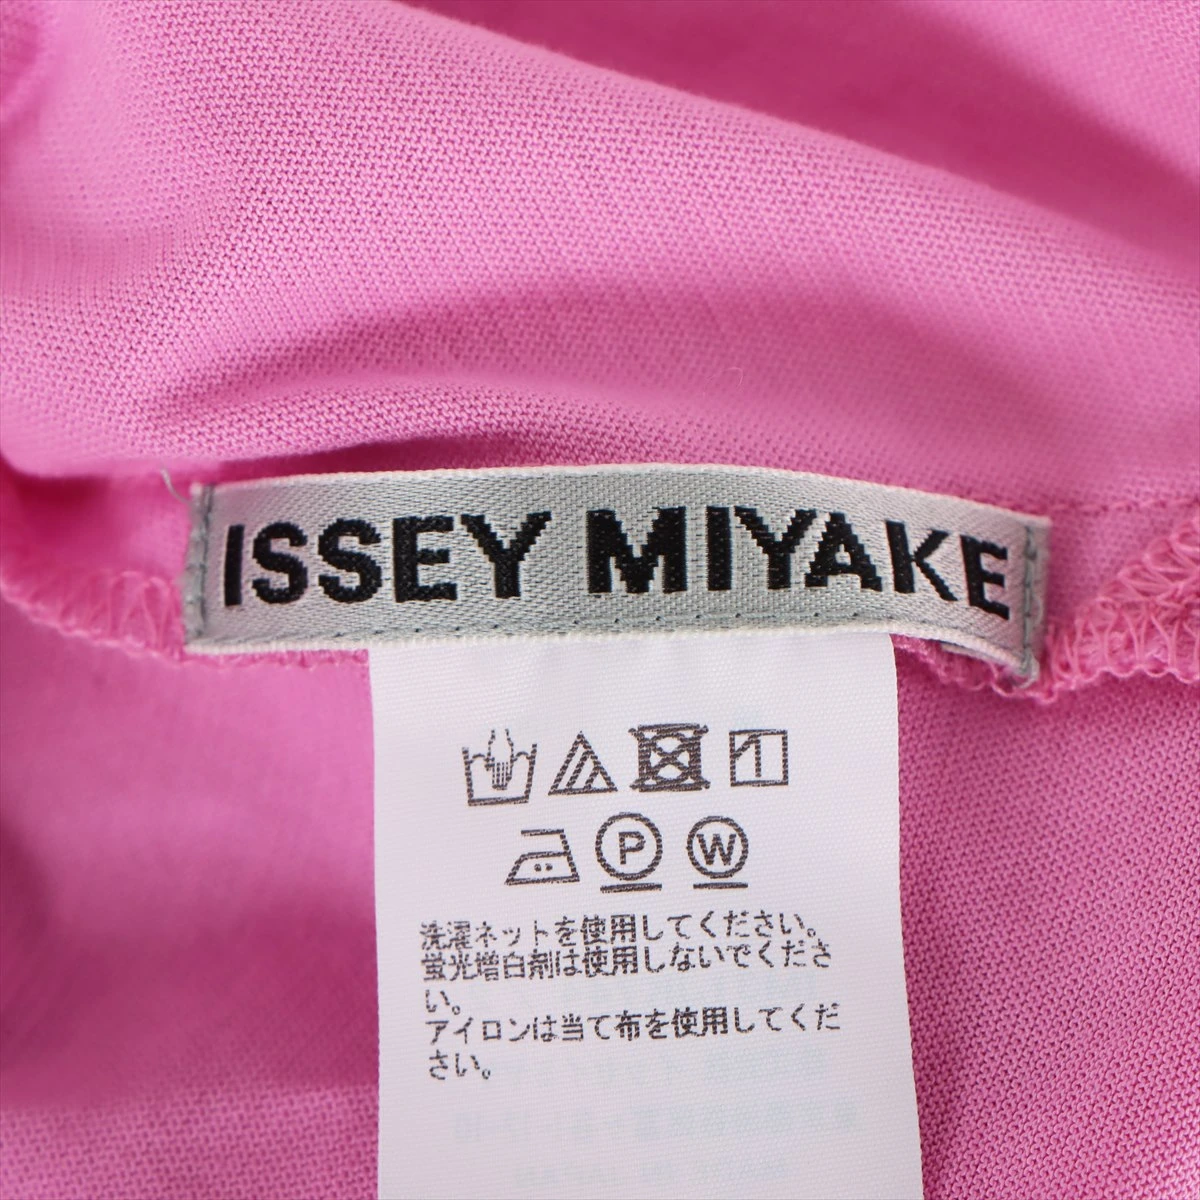 ISSEY MIYAKE
P W
洗濯ネットを使用してください。
蛍光増白剤は使用しないでくださ
い。
アイロンは当て布を使用してくだ
さい。